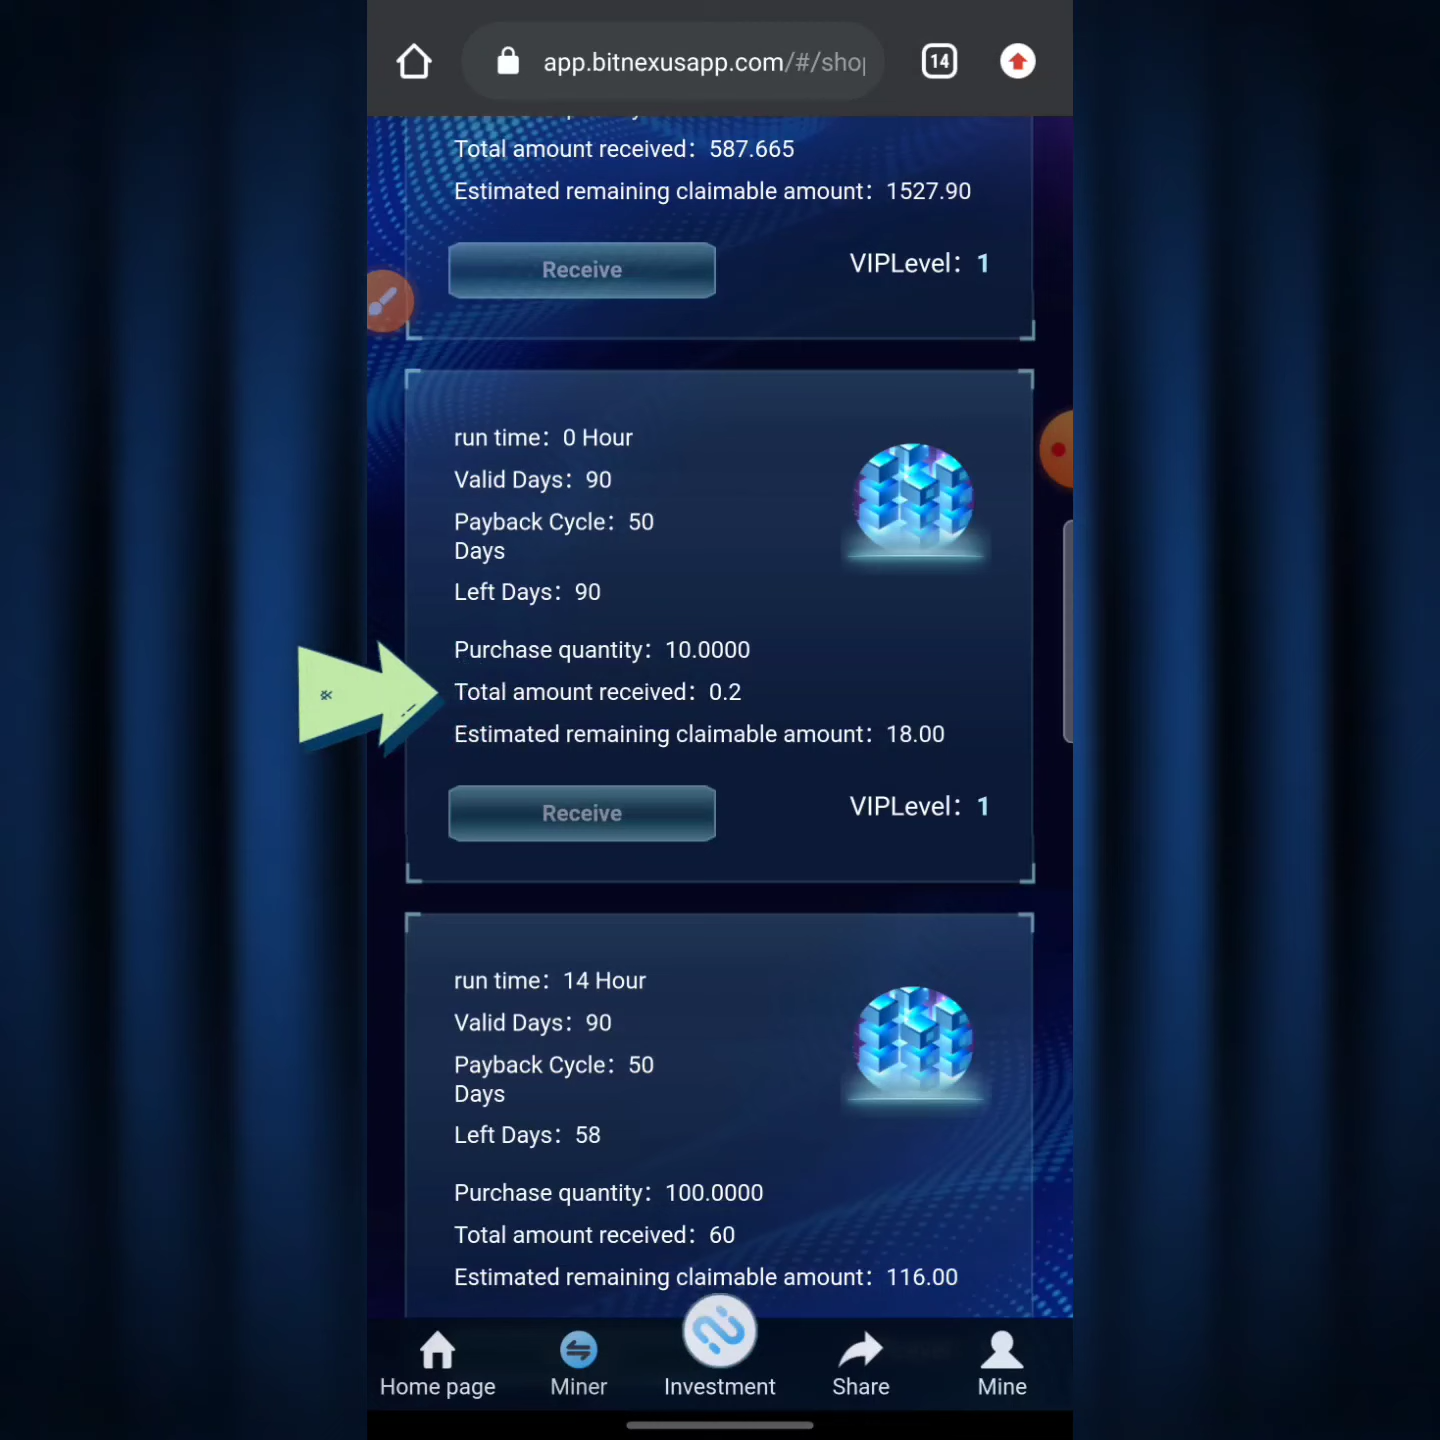 app.bitnexusapp.com/#/shop
14
Total amount received：587.665
Estimated remaining claimable amount：1527.90
Receive
VIPLevel：1
run time：0 Hour
Valid Days：90
Payback Cycle：50
Days
Left Days：90
Purchase quantity：10.0000
Total amount received：0.2
Estimated remaining claimable amount：18.00
Receive
VIPLevel：1
run time：14 Hour
Valid Days：90
Payback Cycle：50
Days
Left Days：58
Purchase quantity：100.0000
Total amount received：60
Estimated remaining claimable amount：116.00
Home page
Miner
Investment
Share
Mine